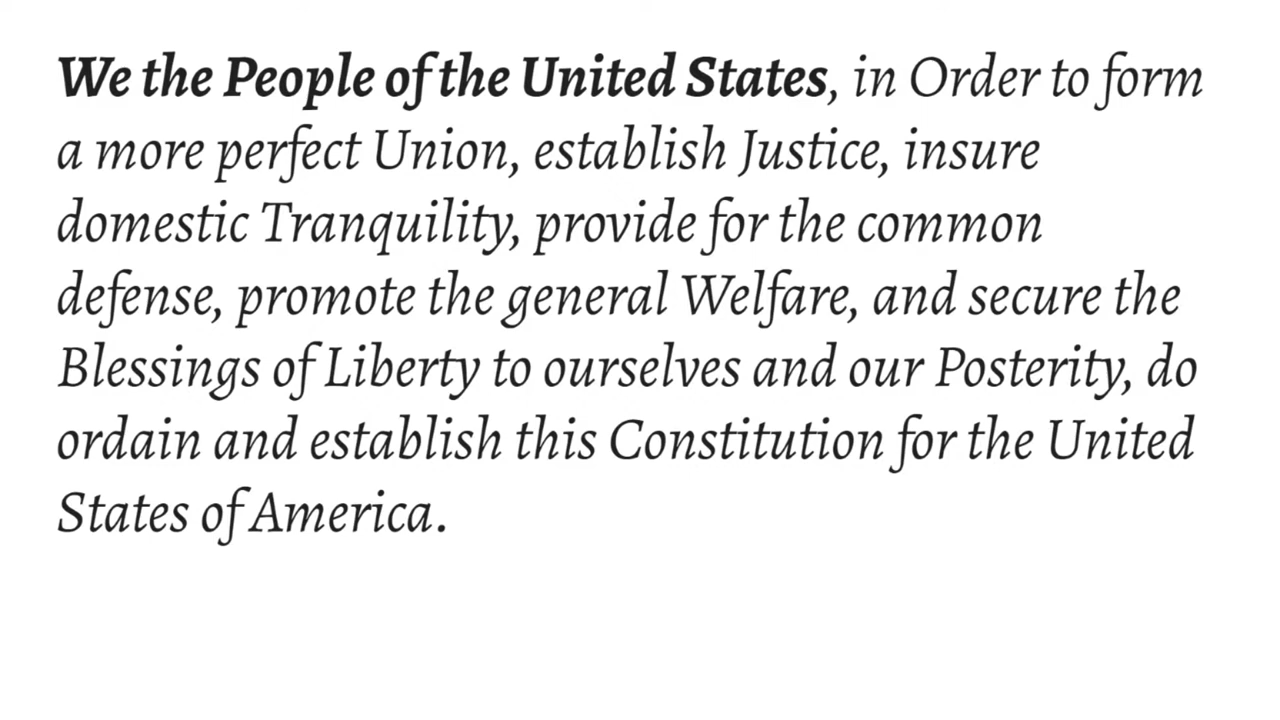 We the People of the United States, in Order to form
a more perfect Union, establish Justice, insure
domestic Tranquility, provide for the common
defense, promote the general Welfare, and secure the
Blessings of Liberty to ourselves and our Posterity, do
ordain and establish this Constitution for the United
States of America.